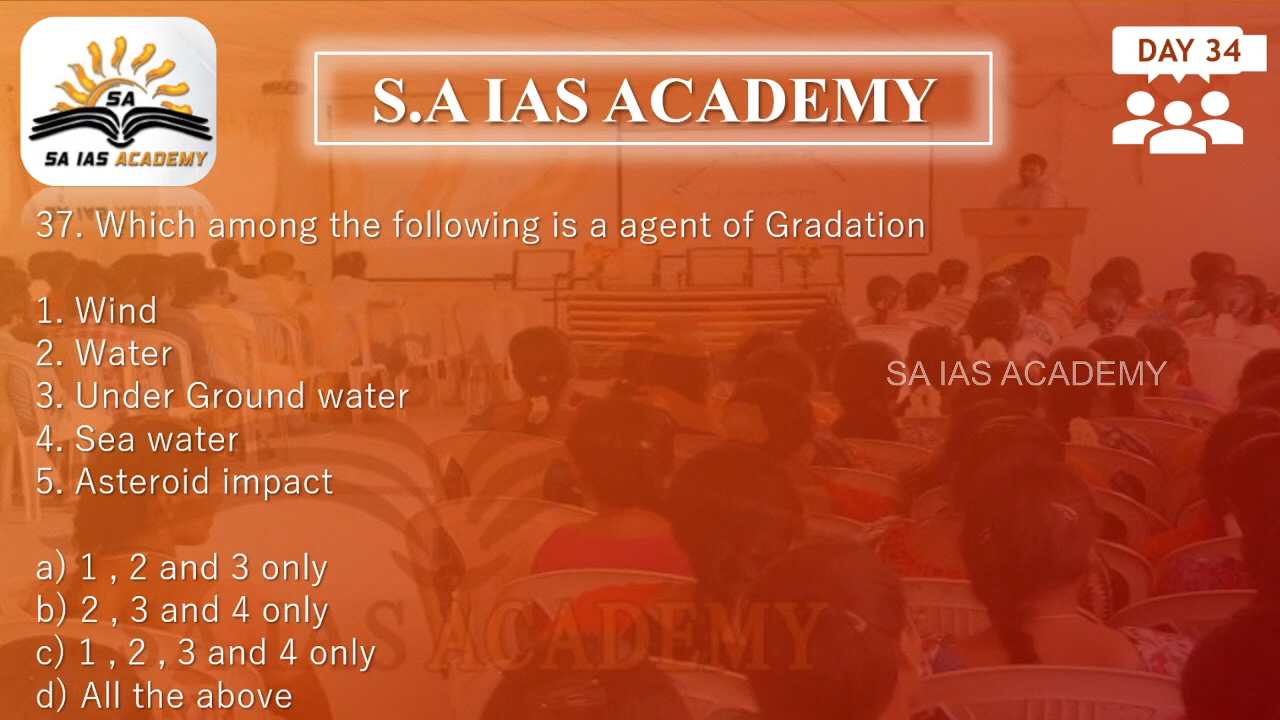 SA
SA IAS ACADEMY
S.A IAS ACADEMY
DAY 34
37. Which among the following is a agent of Gradation
1. Wind
2. Water
3. Under Ground water
4. Sea water
5. Asteroid impact
SA IAS ACADEMY
a) 1 , 2 and 3 only
b) 2 , 3 and 4 only
c) 1 , 2 , 3 and 4 only
d) All the above